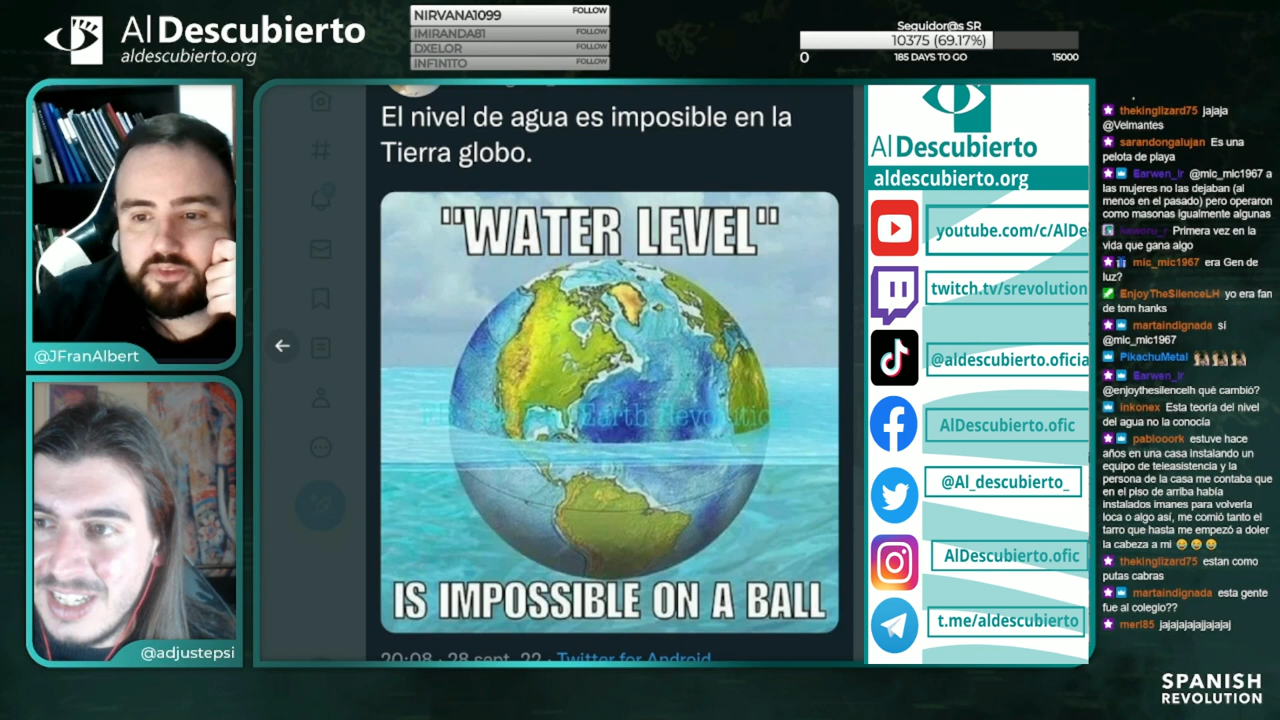 Al Descubierto
aldescubierto.org
NIRVANA1099 FOLLOW
IMIRANDA81 FOLLOW
DXELOR FOLLOW
INF1N1TO FOLLOW
Seguidor@s SR
10375 (69.17%)
0 185 DAYS TO GO 15000
@JFranAlbert
@adjustepsi
El nivel de agua es imposible en la
Tierra globo.
"WATER LEVEL"
Earth Revolution
IS IMPOSSIBLE ON A BALL
20:08 · 28 sept. 22 · Twitter for Android
Al Descubierto
aldescubierto.org
youtube.com/c/AlDes
twitch.tv/srevolution
@aldescubierto.oficia
AlDescubierto.ofic
@Al_descubierto_
AlDescubierto.ofic
t.me/aldescubierto
thekinglizard75 jajaja
@Velmantes
sarandongalujan Es una
pelota de playa
Earwen_Ir @mic_mic1967 a
las mujeres no las dejaban (al
menos en el pasado) pero operaron
como masonas igualmente algunas
Primera vez en la
vida que gana algo
mic_mic1967 era Gen de
luz?
EnjoyTheSilenceLH yo era fan
de tom hanks
martaindignada sí
@mic_mic1967
PikachuMetal
Earwen_Ir
@enjoythesilencelh qué cambió?
inkonex Esta teoría del nivel
del agua no la conocía
pablooork estuve hace
años en una casa instalando un
equipo de teleasistencia y la
persona de la casa me contaba que
en el piso de arriba había
instalados imanes para volverla
loca o algo así, me comió tanto el
tarro que hasta me empezó a doler
la cabeza a mi 😅😅😅
thekinglizard75 estan como
putas cabras
martaindignada esta gente
fue al colegio??
merl85 jajajajajjajajaj
SPANISH
REVOLUTION